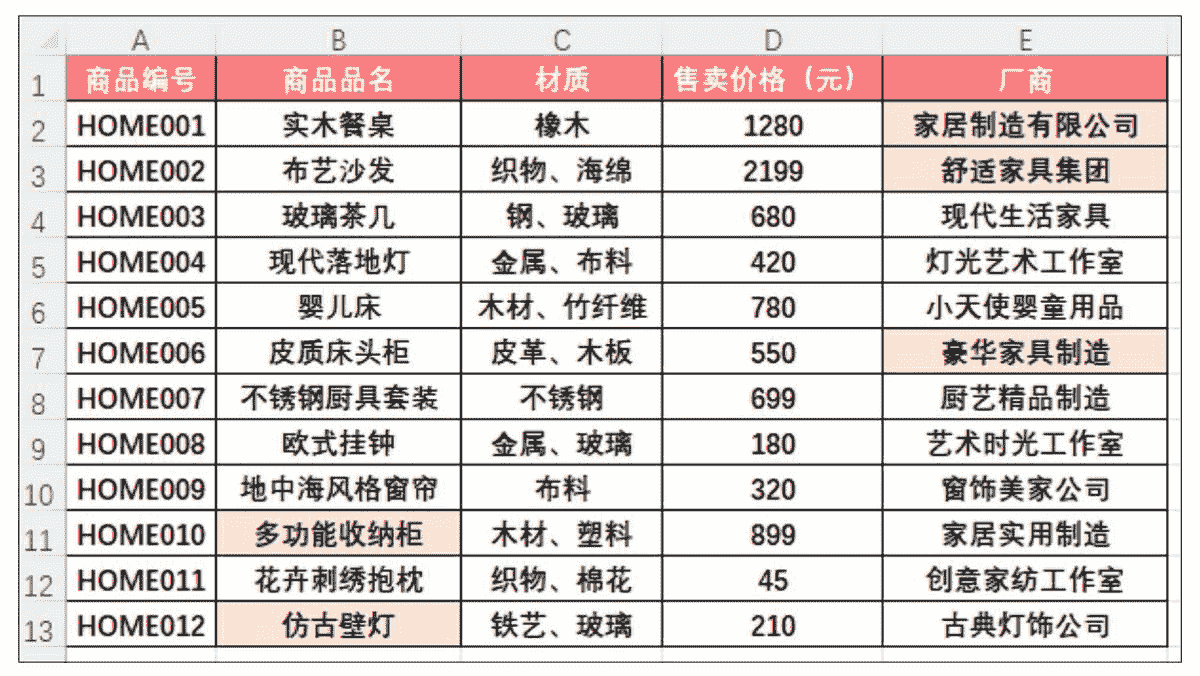 A B C D E
1 商品编号 商品品名 材质 售卖价格（元） 厂商
2 HOME001 实木餐桌 橡木 1280 家居制造有限公司
3 HOME002 布艺沙发 织物、海绵 2199 舒适家具集团
4 HOME003 玻璃茶几 钢、玻璃 680 现代生活家具
5 HOME004 现代落地灯 金属、布料 420 灯光艺术工作室
6 HOME005 婴儿床 木材、竹纤维 780 小天使婴童用品
7 HOME006 皮质床头柜 皮革、木板 550 豪华家具制造
8 HOME007 不锈钢厨具套装 不锈钢 699 厨艺精品制造
9 HOME008 欧式挂钟 金属、玻璃 180 艺术时光工作室
10 HOME009 地中海风格窗帘 布料 320 窗饰美家公司
11 HOME010 多功能收纳柜 木材、塑料 899 家居实用制造
12 HOME011 花卉刺绣抱枕 织物、棉花 45 创意家纺工作室
13 HOME012 仿古壁灯 铁艺、玻璃 210 古典灯饰公司